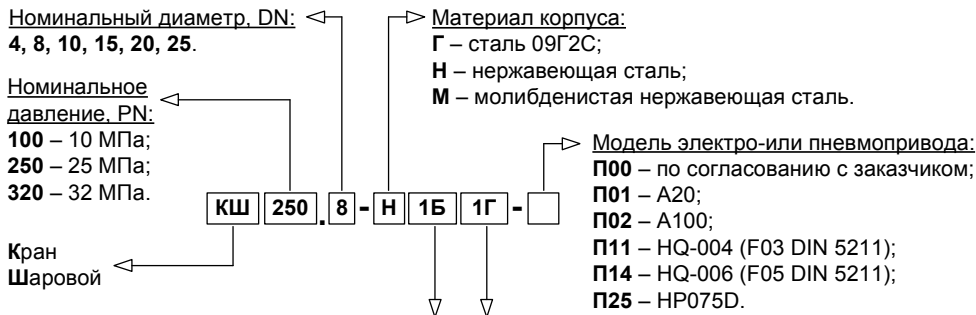 Номинальный диаметр, DN:
4, 8, 10, 15, 20, 25.
Номинальное
давление, PN:
100 – 10 МПа;
250 – 25 МПа;
320 – 32 МПа.
Материал корпуса:
Г – сталь 09Г2С;
Н – нержавеющая сталь;
М – молибденистая нержавеющая сталь.
Модель электро-или пневмопривода:
П00 – по согласованию с заказчиком;
П01 – А20;
П02 – А100;
П11 – HQ-004 (F03 DIN 5211);
П14 – HQ-006 (F05 DIN 5211);
П25 – HP075D.
КШ 250 . 8 - Н 1Б 1Г -
Кран
Шаровой